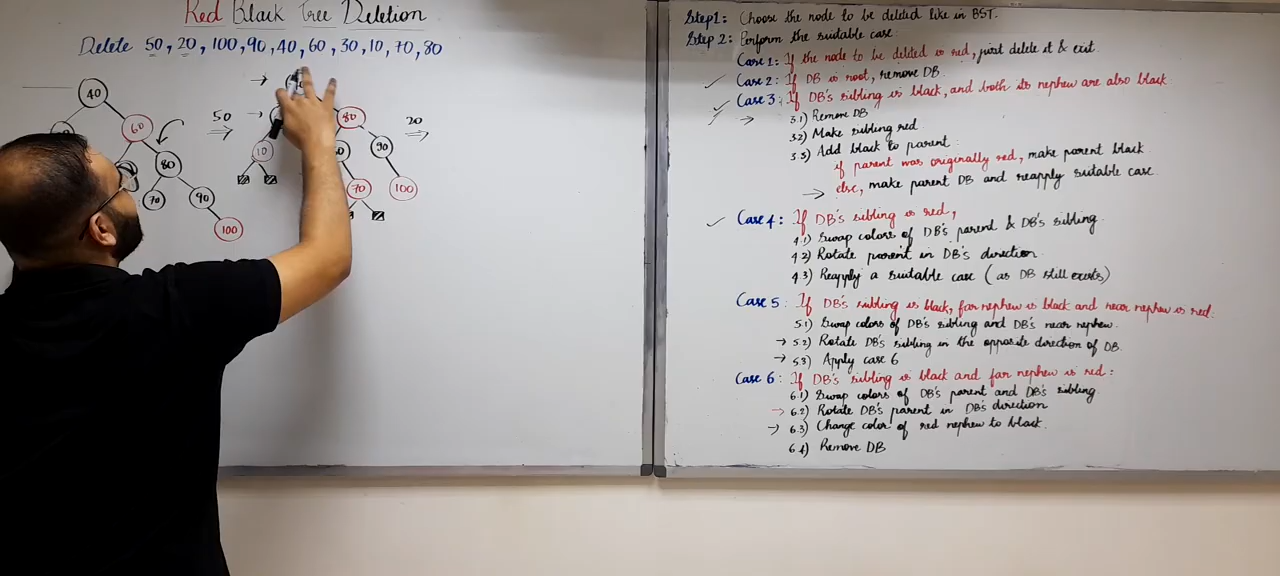 Red Black Tree Deletion
Delete 50, 20, 100, 90, 40, 60, 30, 10, 70, 80
40
60
80
70
90
100
50
10
80
90
70
100
20
Step1: Choose the node to be deleted like in BST.
Step 2: Perform the suitable case:
Case 1: If the node to be deleted is red, just delete it & exit.
Case 2: If DB is root, remove DB.
Case 3: If DB's sibling is black, and both its nephew are also black
3.1) Remove DB
3.2) Make sibling red.
3.3) Add black to parent:
if parent was originally red, make parent black.
else, make parent DB and reapply suitable case.
Case 4: If DB's sibling is red,
4.1) Swap colors of DB's parent & DB's sibling.
4.2) Rotate parent in DB's direction
4.3) Reapply a suitable case (as DB still exists)
Case 5: If DB's sibling is black, far nephew is black and near nephew is red.
5.1) Swap colors of DB's sibling and DB's near nephew.
5.2) Rotate DB's sibling in the opposite direction of DB.
5.3) Apply case 6
Case 6: If DB's sibling is black and far nephew is red:
6.1) Swap colors of DB's parent and DB's sibling
6.2) Rotate DB's parent in DB's direction
6.3) Change color of red nephew to black.
6.4) Remove DB